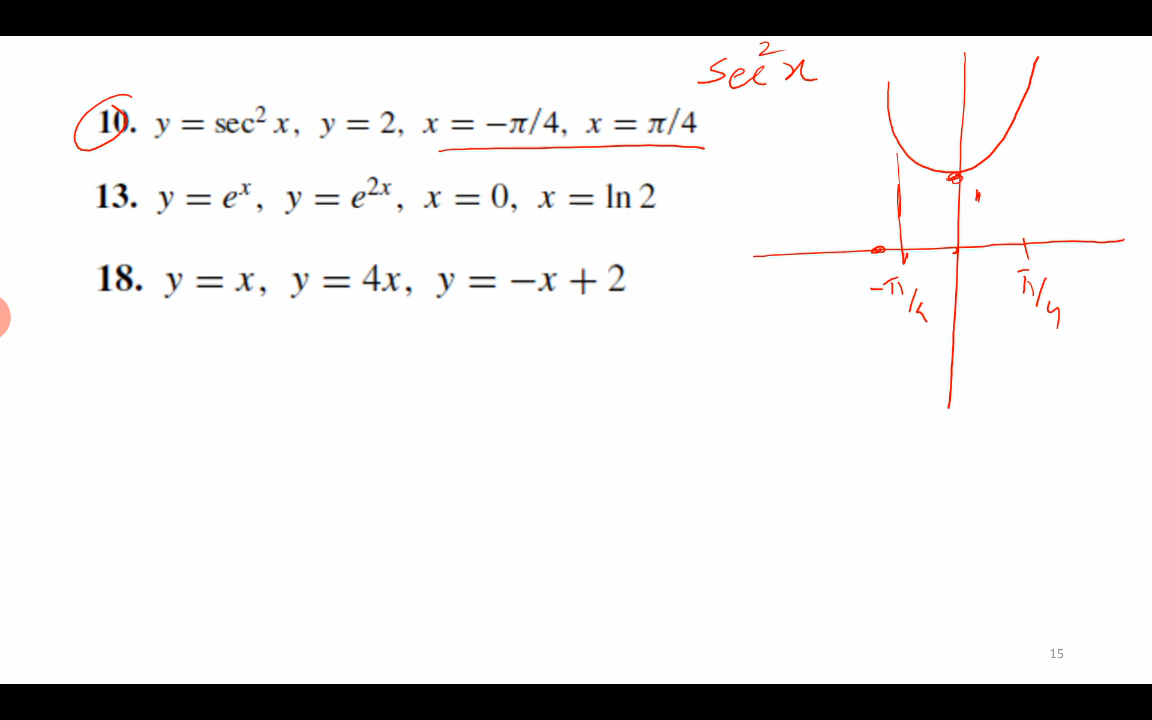 sec² x
10. y = sec² x, y = 2, x = −π/4, x = π/4
13. y = eˣ, y = e²ˣ, x = 0, x = ln 2
18. y = x, y = 4x, y = −x + 2
−π/4 π/4
15